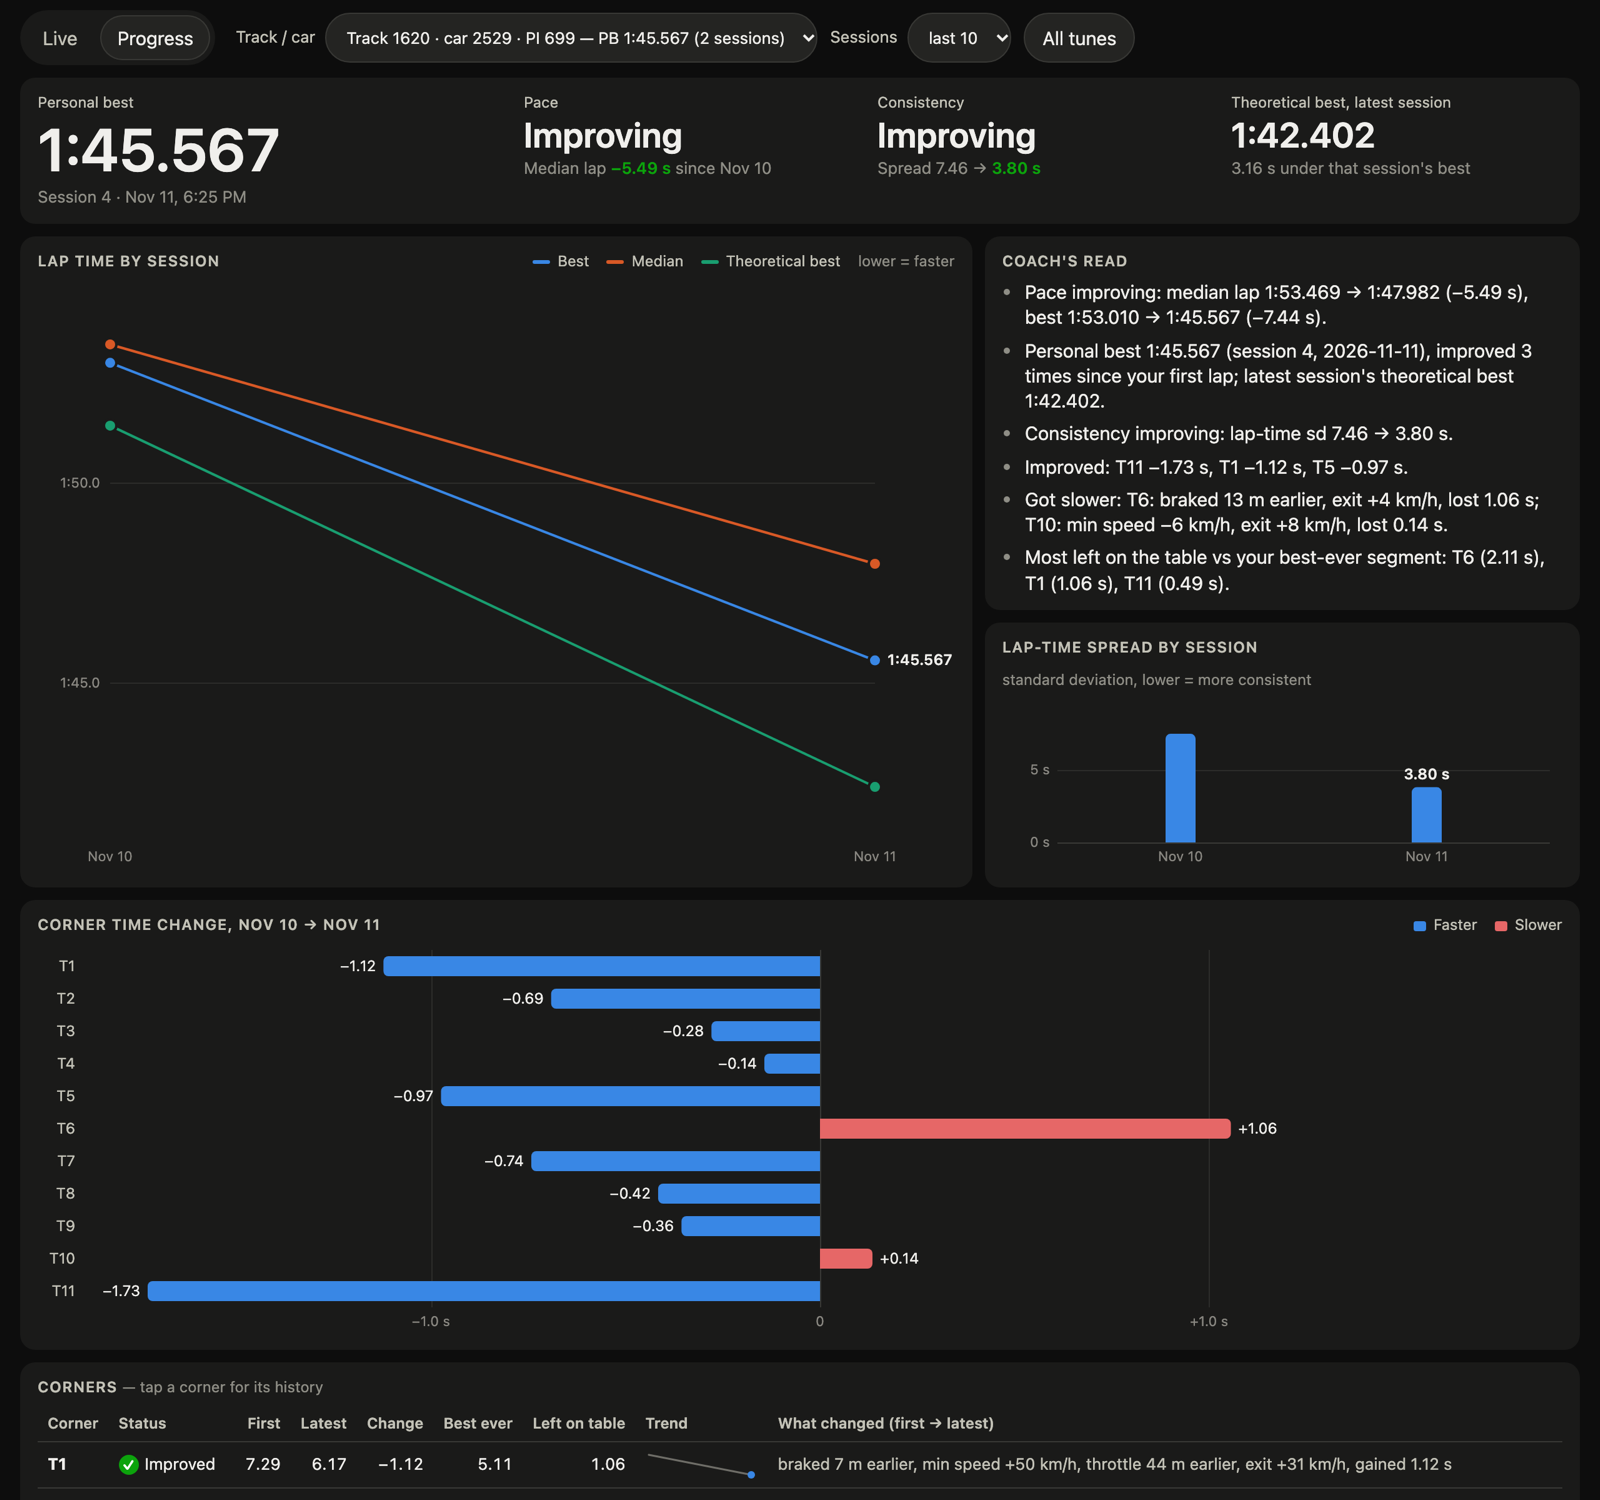 Live
Progress
Track / car
Track 1620 · car 2529 · PI 699 — PB 1:45.567 (2 sessions)
Sessions
last 10
All tunes
Personal best
1:45.567
Session 4 · Nov 11, 6:25 PM
Pace
Improving
Median lap −5.49 s since Nov 10
Consistency
Improving
Spread 7.46 → 3.80 s
Theoretical best, latest session
1:42.402
3.16 s under that session's best
LAP TIME BY SESSION
Best
Median
Theoretical best
lower = faster
1:50.0
1:45.0
1:45.567
Nov 10
Nov 11
COACH'S READ
Pace improving: median lap 1:53.469 → 1:47.982 (−5.49 s),
best 1:53.010 → 1:45.567 (−7.44 s).
Personal best 1:45.567 (session 4, 2026-11-11), improved 3
times since your first lap; latest session's theoretical best
1:42.402.
Consistency improving: lap-time sd 7.46 → 3.80 s.
Improved: T11 −1.73 s, T1 −1.12 s, T5 −0.97 s.
Got slower: T6: braked 13 m earlier, exit +4 km/h, lost 1.06 s;
T10: min speed −6 km/h, exit +8 km/h, lost 0.14 s.
Most left on the table vs your best-ever segment: T6 (2.11 s),
T1 (1.06 s), T11 (0.49 s).
LAP-TIME SPREAD BY SESSION
standard deviation, lower = more consistent
5 s
3.80 s
0 s
Nov 10
Nov 11
CORNER TIME CHANGE, NOV 10 → NOV 11
Faster
Slower
T1 −1.12
T2 −0.69
T3 −0.28
T4 −0.14
T5 −0.97
T6 +1.06
T7 −0.74
T8 −0.42
T9 −0.36
T10 +0.14
T11 −1.73
−1.0 s
0
+1.0 s
CORNERS — tap a corner for its history
Corner Status First Latest Change Best ever Left on table Trend What changed (first → latest)
T1 Improved 7.29 6.17 −1.12 5.11 1.06 braked 7 m earlier, min speed +50 km/h, throttle 44 m earlier, exit +31 km/h, gained 1.12 s